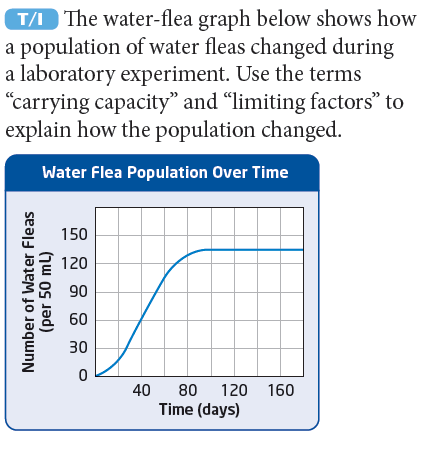 T/I The water-flea graph below shows how
a population of water fleas changed during
a laboratory experiment. Use the terms
“carrying capacity” and “limiting factors” to
explain how the population changed.
Water Flea Population Over Time
Number of Water Fleas
(per 50 mL)
150
120
90
60
30
0
40 80 120 160
Time (days)